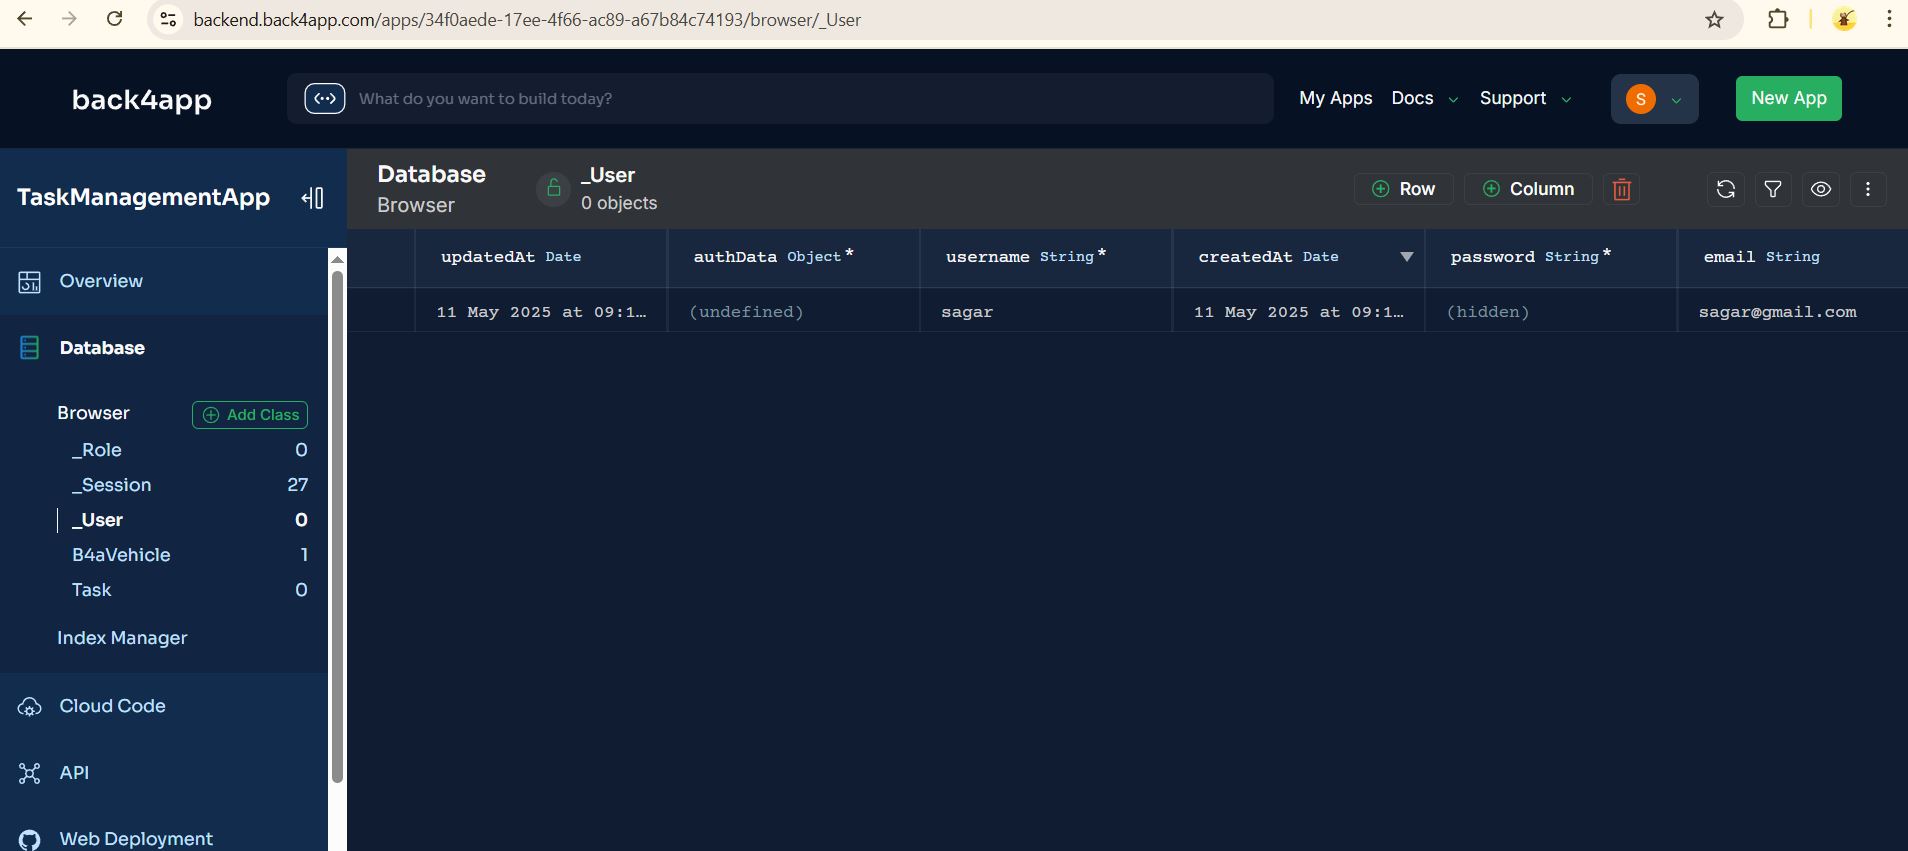 backend.back4app.com/apps/34f0aede-17ee-4f66-ac89-a67b84c74193/browser/_User
back4app
What do you want to build today?
My Apps Docs Support S New App
TaskManagementApp
Database
Browser
_User
0 objects
Row Column
updatedAt Date authData Object* username String* createdAt Date password String* email String
11 May 2025 at 09:1… (undefined) sagar 11 May 2025 at 09:1… (hidden) sagar@gmail.com
Overview
Database
Browser Add Class
_Role 0
_Session 27
_User 0
B4aVehicle 1
Task 0
Index Manager
Cloud Code
API
Web Deployment